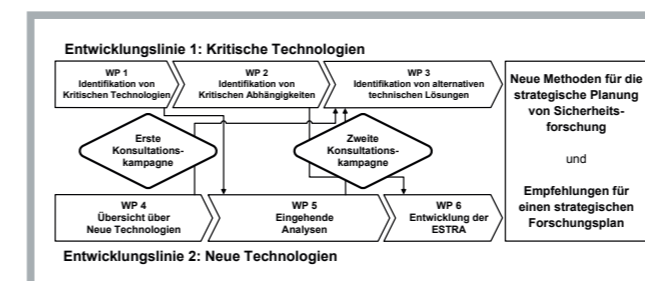 Entwicklungslinie 1: Kritische Technologien
WP 1
Identifikation von
Kritischen Technologien
WP 2
Identifikation von
Kritischen Abhängigkeiten
WP 3
Identifikation von alternativen
technischen Lösungen
Erste
Konsultations-
kampagne
Zweite
Konsultations-
kampagne
WP 4
Übersicht über
Neue Technologien
WP 5
Eingehende
Analysen
WP 6
Entwicklung der
ESTRA
Entwicklungslinie 2: Neue Technologien
Neue Methoden für die
strategische Planung
von Sicherheits-
forschung
und
Empfehlungen für
einen strategischen
Forschungsplan